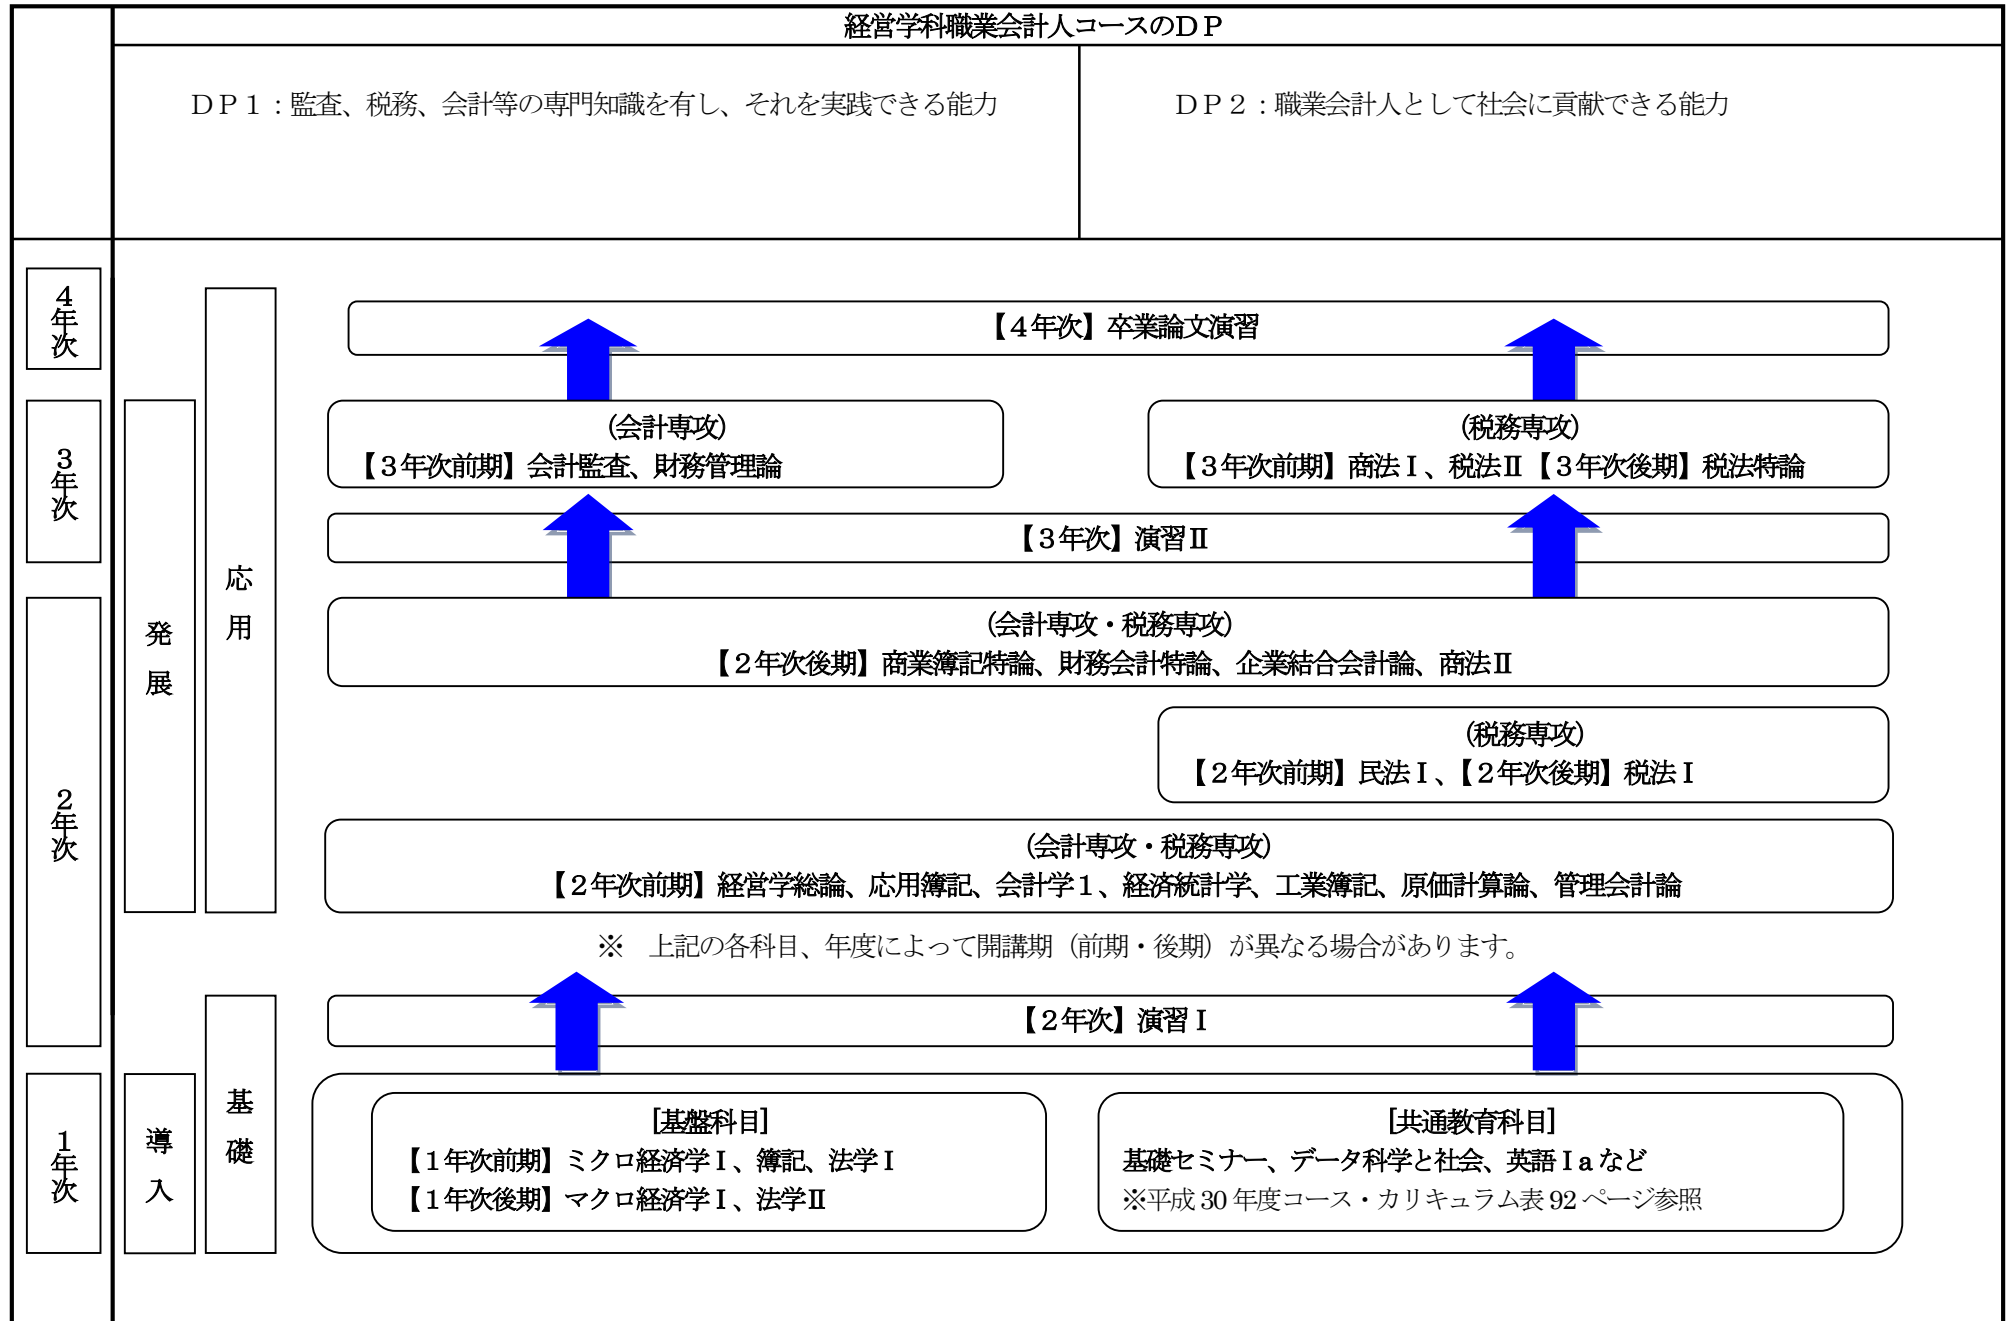 経営学科職業会計人コースのＤＰ
ＤＰ１：監査、税務、会計等の専門知識を有し、それを実践できる能力
ＤＰ２：職業会計人として社会に貢献できる能力
４年次
応用
【４年次】卒業論文演習
３年次
発展
(会計専攻)
【３年次前期】会計監査、財務管理論
(税務専攻)
【３年次前期】商法Ⅰ、税法Ⅱ【３年次後期】税法特論
【３年次】演習Ⅱ
２年次
(会計専攻・税務専攻)
【２年次後期】商業簿記特論、財務会計特論、企業結合会計論、商法Ⅱ
(税務専攻)
【２年次前期】民法Ⅰ、【２年次後期】税法Ⅰ
(会計専攻・税務専攻)
【２年次前期】経営学総論、応用簿記、会計学１、経済統計学、工業簿記、原価計算論、管理会計論
※　上記の各科目、年度によって開講期（前期・後期）が異なる場合があります。
【２年次】演習Ⅰ
１年次
導入
基礎
[基盤科目]
【１年次前期】ミクロ経済学Ⅰ、簿記、法学Ⅰ
【１年次後期】マクロ経済学Ⅰ、法学Ⅱ
[共通教育科目]
基礎セミナー、データ科学と社会、英語Ⅰａなど
※平成 30 年度コース・カリキュラム表 92 ページ参照